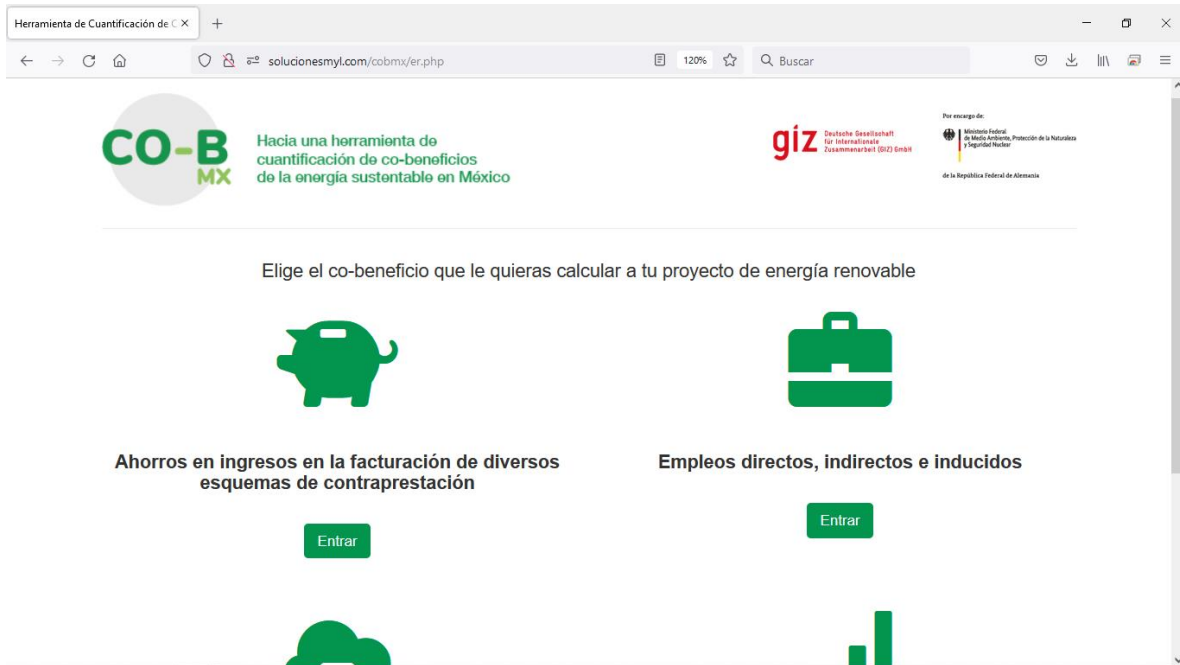 Herramienta de Cuantificación de C
solucionesmyl.com/cobmx/er.php
120%
Buscar
CO-B
MX
Hacia una herramienta de
cuantificación de co-beneficios
de la energía sustentable en México
giz
Deutsche Gesellschaft
für Internationale
Zusammenarbeit (GIZ) GmbH
Por encargo de:
Ministerio Federal
de Medio Ambiente, Protección de la Naturaleza
y Seguridad Nuclear
de la República Federal de Alemania
Elige el co-beneficio que le quieras calcular a tu proyecto de energía renovable
Ahorros en ingresos en la facturación de diversos
esquemas de contraprestación
Entrar
Empleos directos, indirectos e inducidos
Entrar